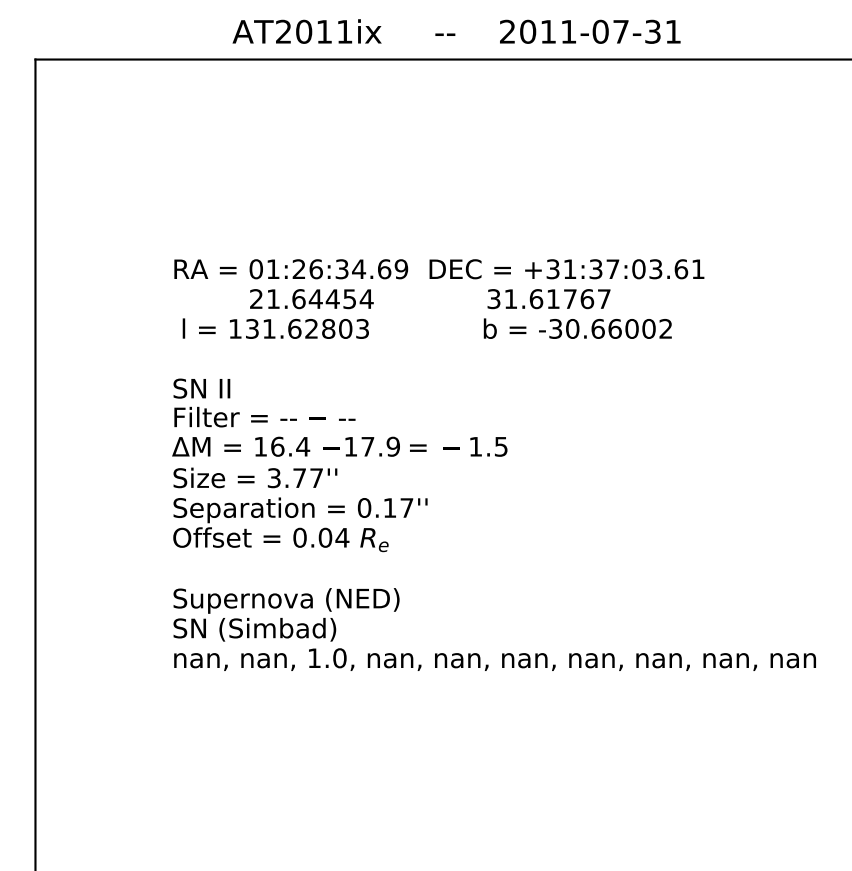 AT2011ix -- 2011-07-31
RA = 01:26:34.69 DEC = +31:37:03.61
21.64454 31.61767
l = 131.62803 b = -30.66002
SN II
Filter = -- − --
ΔM = 16.4 −17.9 = − 1.5
Size = 3.77''
Separation = 0.17''
Offset = 0.04 Re
Supernova (NED)
SN (Simbad)
nan, nan, 1.0, nan, nan, nan, nan, nan, nan, nan